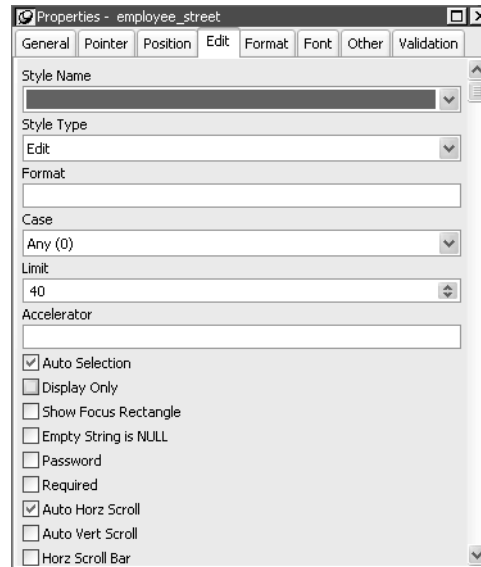 Properties - employee_street
General Pointer Position Edit Format Font Other Validation
Style Name
Style Type
Edit
Format
Case
Any (0)
Limit
40
Accelerator
Auto Selection
Display Only
Show Focus Rectangle
Empty String is NULL
Password
Required
Auto Horz Scroll
Auto Vert Scroll
Horz Scroll Bar